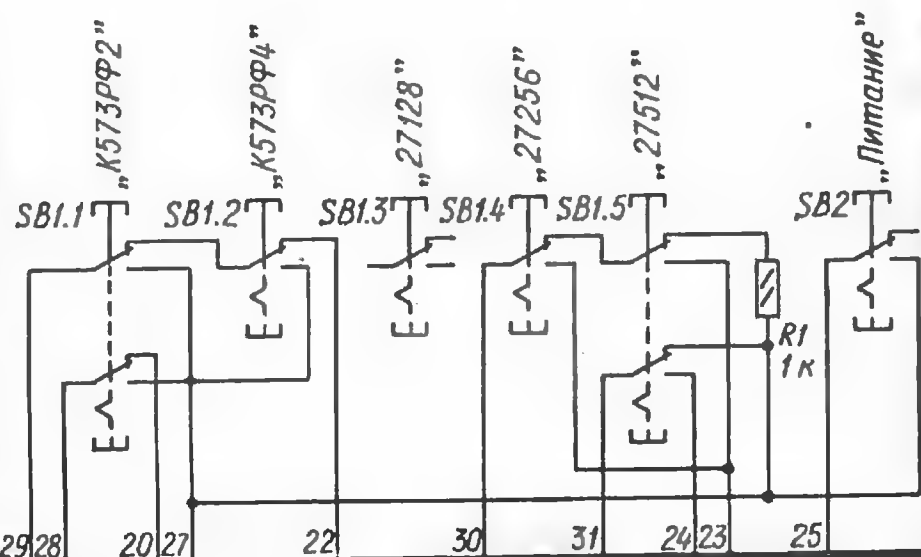 „К573РФ2”
„К573РФ4”
„27128”
„27256”
„27512”
„Питание”
SB1.1
SB1.2
SB1.3
SB1.4
SB1.5
SB2
R1
1 к
29 28 20 27 22 30 31 24 23 25